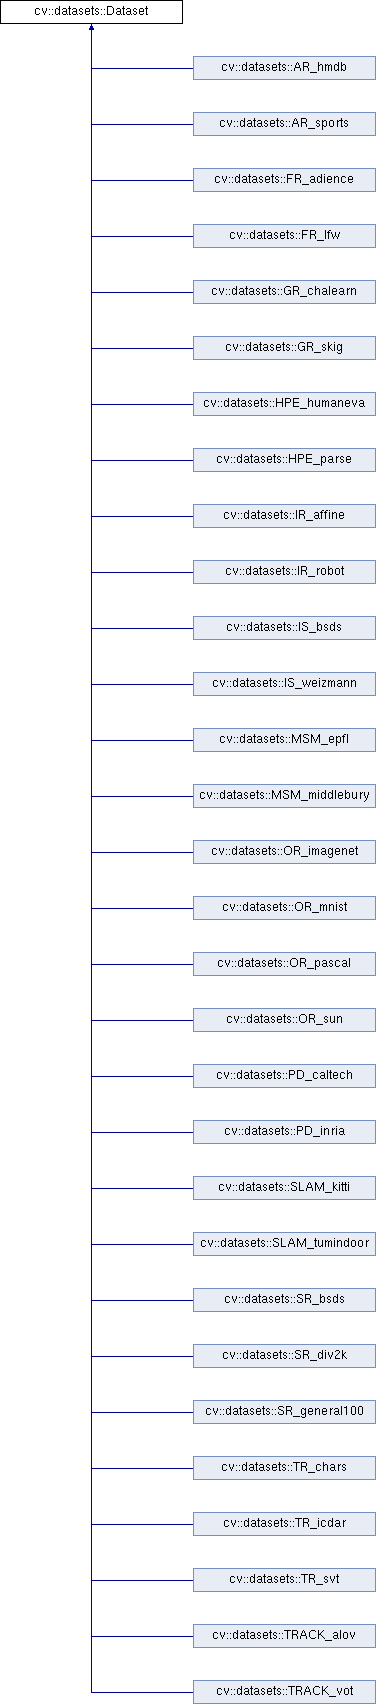 cv::datasets::Dataset
cv::datasets::AR_hmdb
cv::datasets::AR_sports
cv::datasets::FR_adience
cv::datasets::FR_lfw
cv::datasets::GR_chalearn
cv::datasets::GR_skig
cv::datasets::HPE_humaneva
cv::datasets::HPE_parse
cv::datasets::IR_affine
cv::datasets::IR_robot
cv::datasets::IS_bsds
cv::datasets::IS_weizmann
cv::datasets::MSM_epfl
cv::datasets::MSM_middlebury
cv::datasets::OR_imagenet
cv::datasets::OR_mnist
cv::datasets::OR_pascal
cv::datasets::OR_sun
cv::datasets::PD_caltech
cv::datasets::PD_inria
cv::datasets::SLAM_kitti
cv::datasets::SLAM_tumindoor
cv::datasets::SR_bsds
cv::datasets::SR_div2k
cv::datasets::SR_general100
cv::datasets::TR_chars
cv::datasets::TR_icdar
cv::datasets::TR_svt
cv::datasets::TRACK_alov
cv::datasets::TRACK_vot